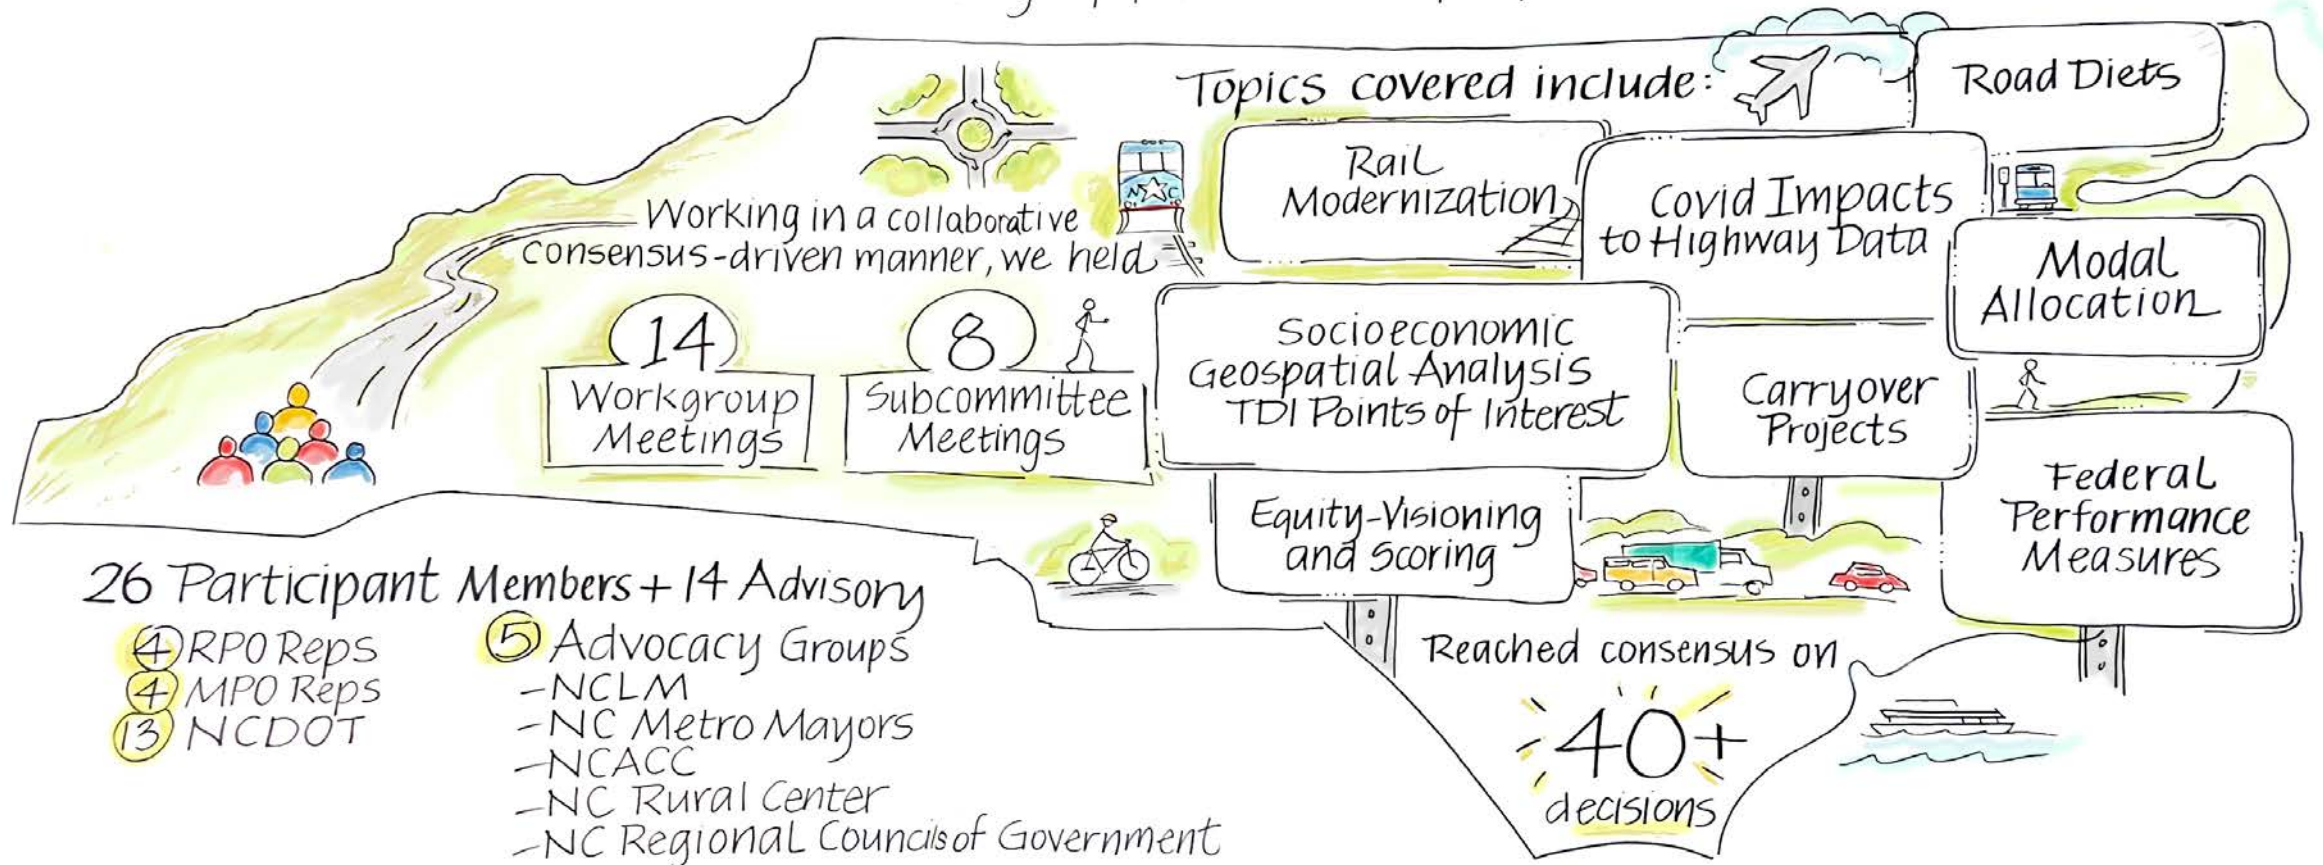 Topics covered include:
Road Diets
Rail
Modernization
Covid Impacts
to Highway Data
Modal
Allocation
N C
Working in a collaborative
consensus-driven manner, we held
14
Workgroup
Meetings
8
Subcommittee
Meetings
Socioeconomic
Geospatial Analysis
TDI Points of Interest
Carryover
Projects
Equity-Visioning
and Scoring
Federal
Performance
Measures
26 Participant Members + 14 Advisory
4 RPO Reps
4 MPO Reps
13 NCDOT
5 Advocacy Groups
-NCLM
-NC Metro Mayors
-NCACC
-NC Rural Center
-NC Regional Councils of Government
Reached consensus on
40+
decisions